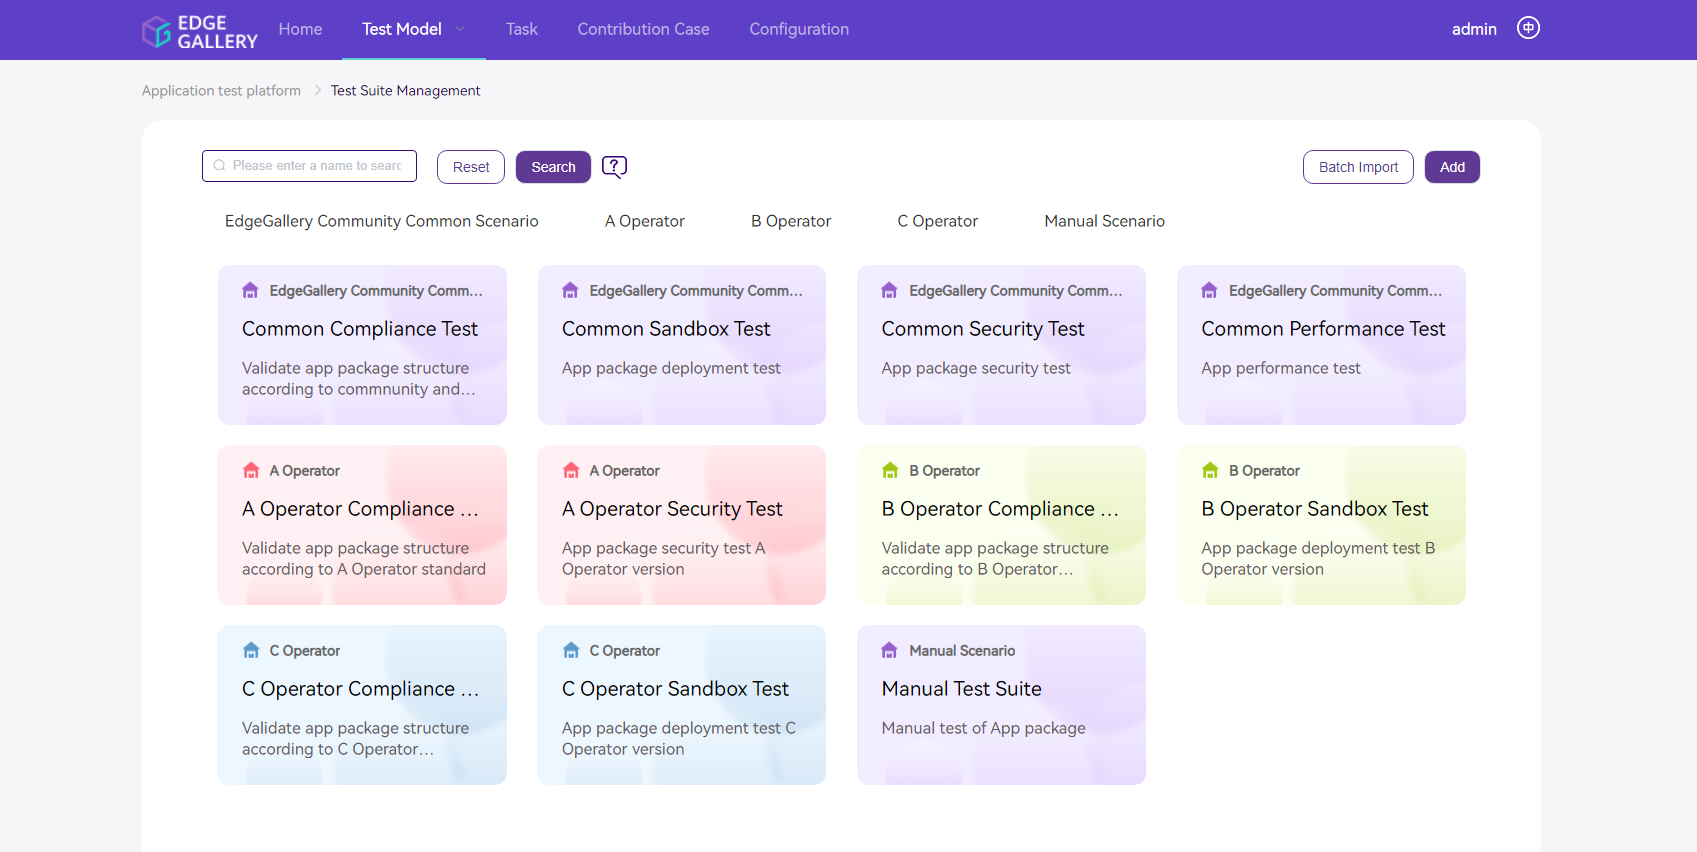 EDGE
GALLERY
Home
Test Model
Task
Contribution Case
Configuration
admin
中
Application test platform
Test Suite Management
Please enter a name to searc
Reset
Search
?
Batch Import
Add
EdgeGallery Community Common Scenario
A Operator
B Operator
C Operator
Manual Scenario
EdgeGallery Community Comm...
Common Compliance Test
Validate app package structure
according to commnunity and...
EdgeGallery Community Comm...
Common Sandbox Test
App package deployment test
EdgeGallery Community Comm...
Common Security Test
App package security test
EdgeGallery Community Comm...
Common Performance Test
App performance test
A Operator
A Operator Compliance ...
Validate app package structure
according to A Operator standard
A Operator
A Operator Security Test
App package security test A
Operator version
B Operator
B Operator Compliance ...
Validate app package structure
according to B Operator...
B Operator
B Operator Sandbox Test
App package deployment test B
Operator version
C Operator
C Operator Compliance ...
Validate app package structure
according to C Operator...
C Operator
C Operator Sandbox Test
App package deployment test C
Operator version
Manual Scenario
Manual Test Suite
Manual test of App package